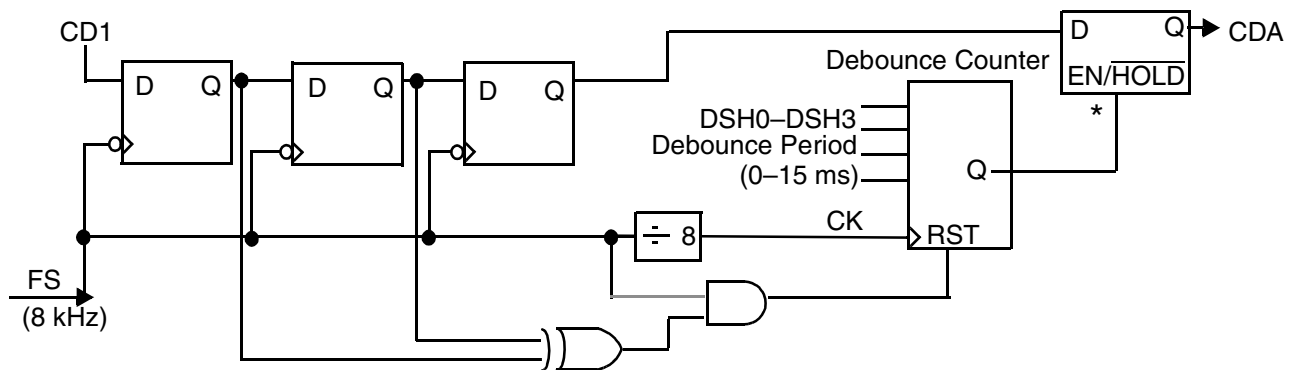 CD1
D Q
D Q
D Q
D Q
CDA
EN/HOLD
*
Debounce Counter
DSH0–DSH3
Debounce Period
(0–15 ms)
Q
CK
RST
÷ 8
FS
(8 kHz)